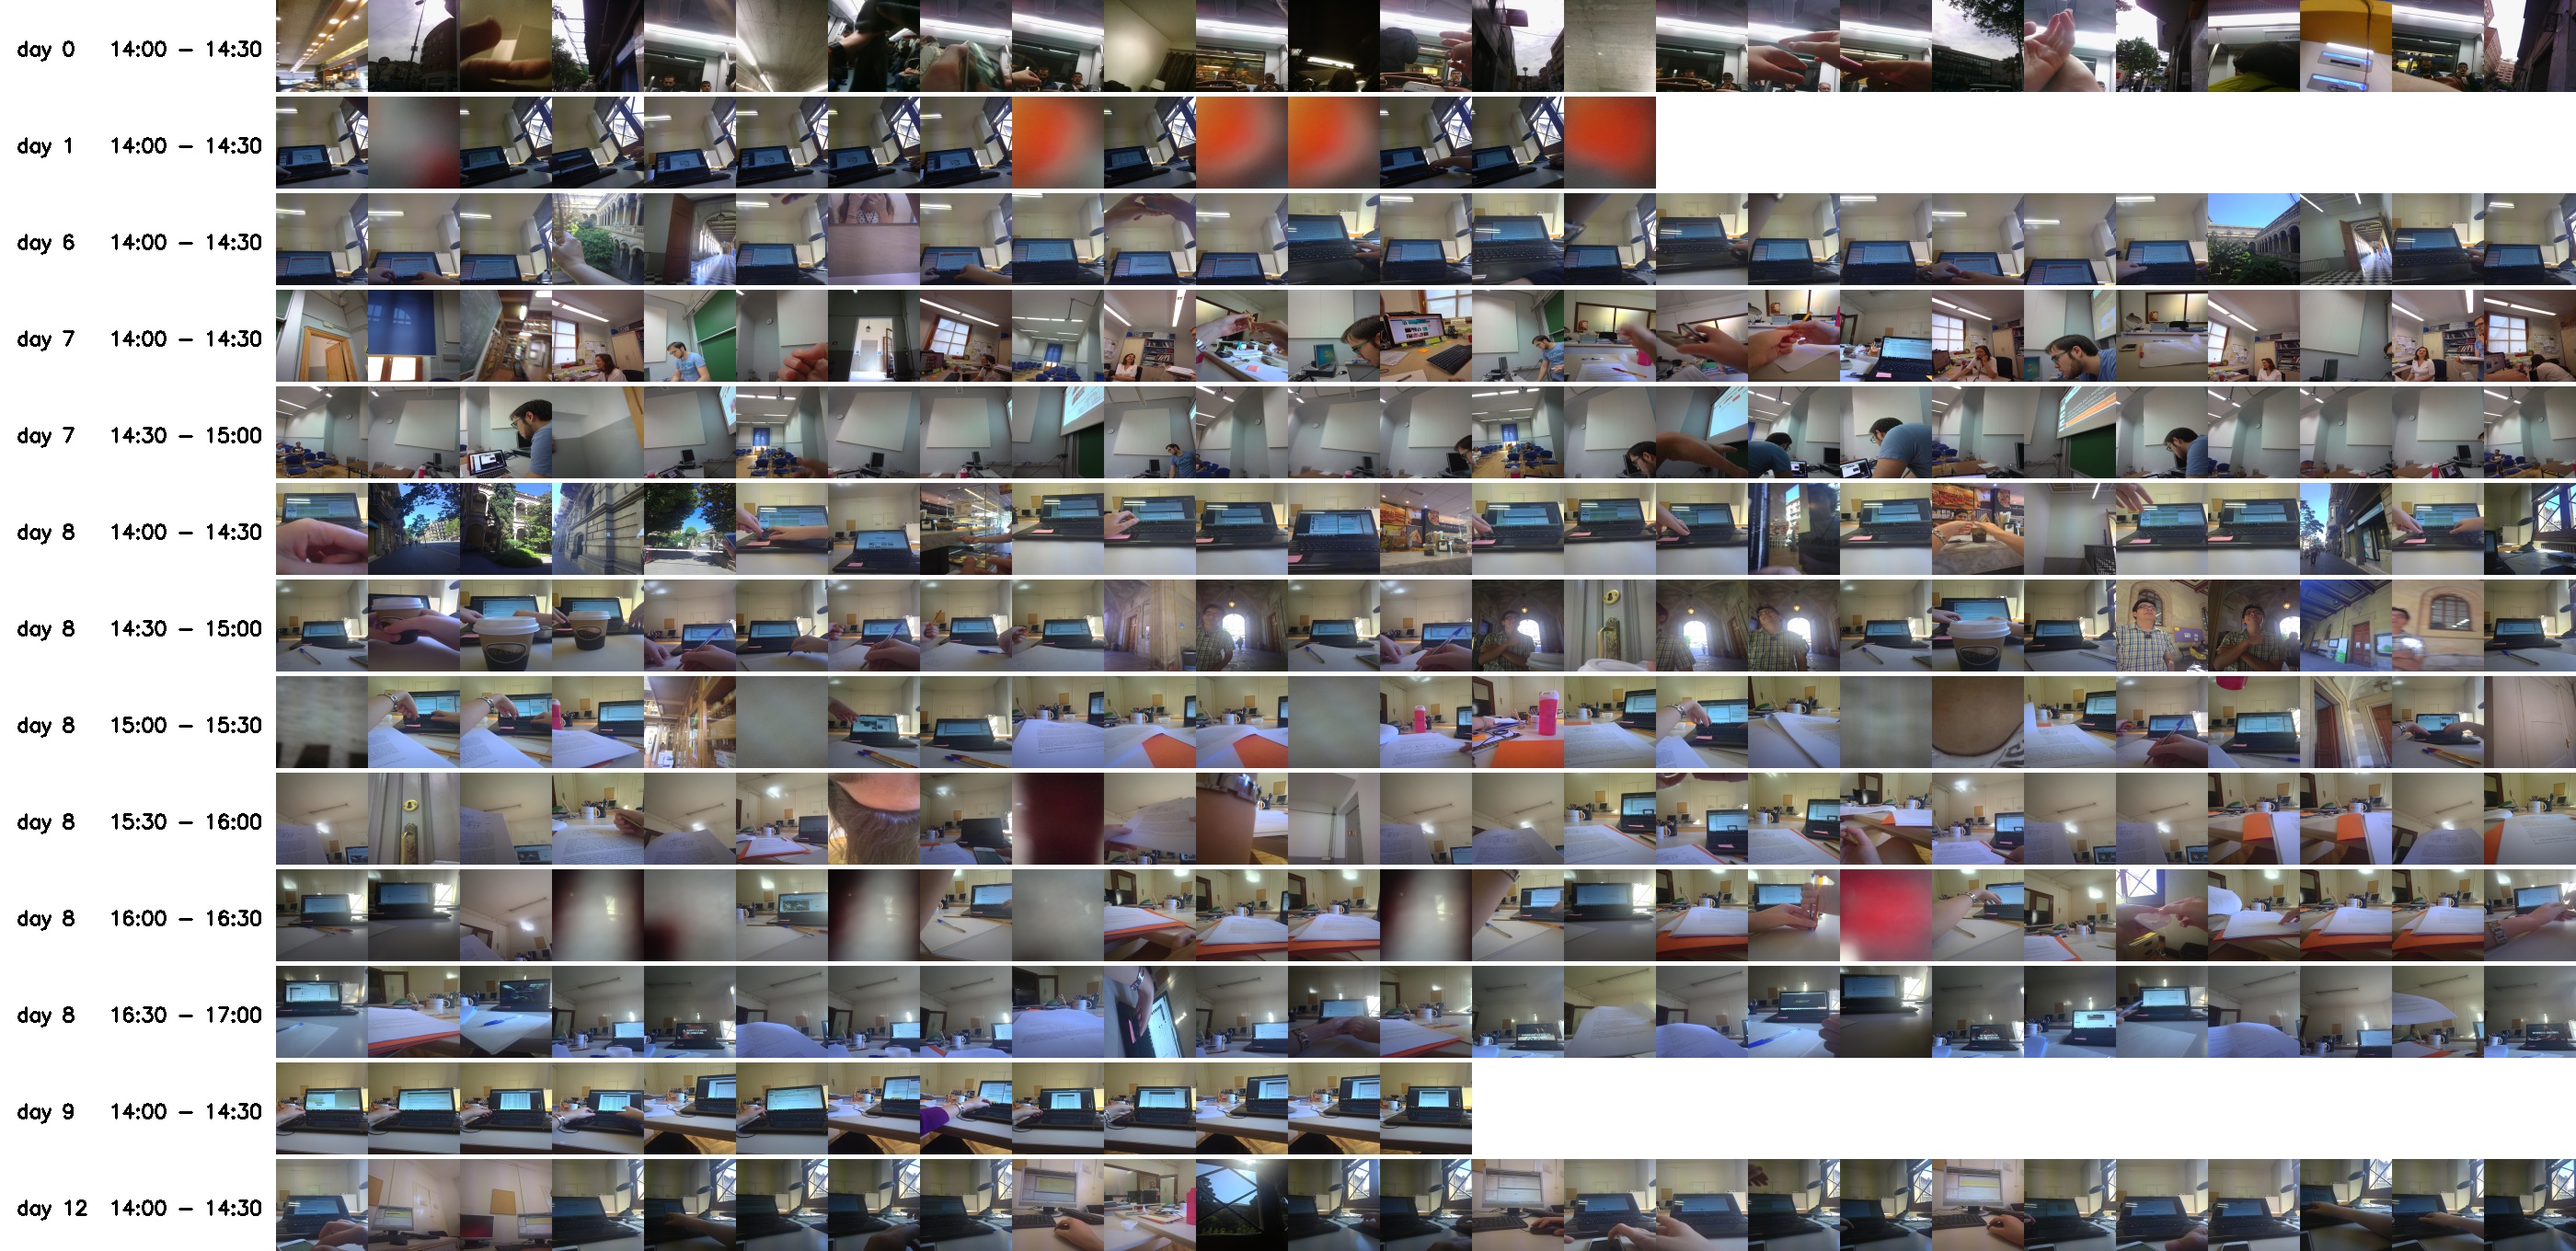 day 0 14:00 - 14:30
day 1 14:00 - 14:30
day 6 14:00 - 14:30
day 7 14:00 - 14:30
day 7 14:30 - 15:00
day 8 14:00 - 14:30
day 8 14:30 - 15:00
day 8 15:00 - 15:30
day 8 15:30 - 16:00
day 8 16:00 - 16:30
day 8 16:30 - 17:00
day 9 14:00 - 14:30
day 12 14:00 - 14:30